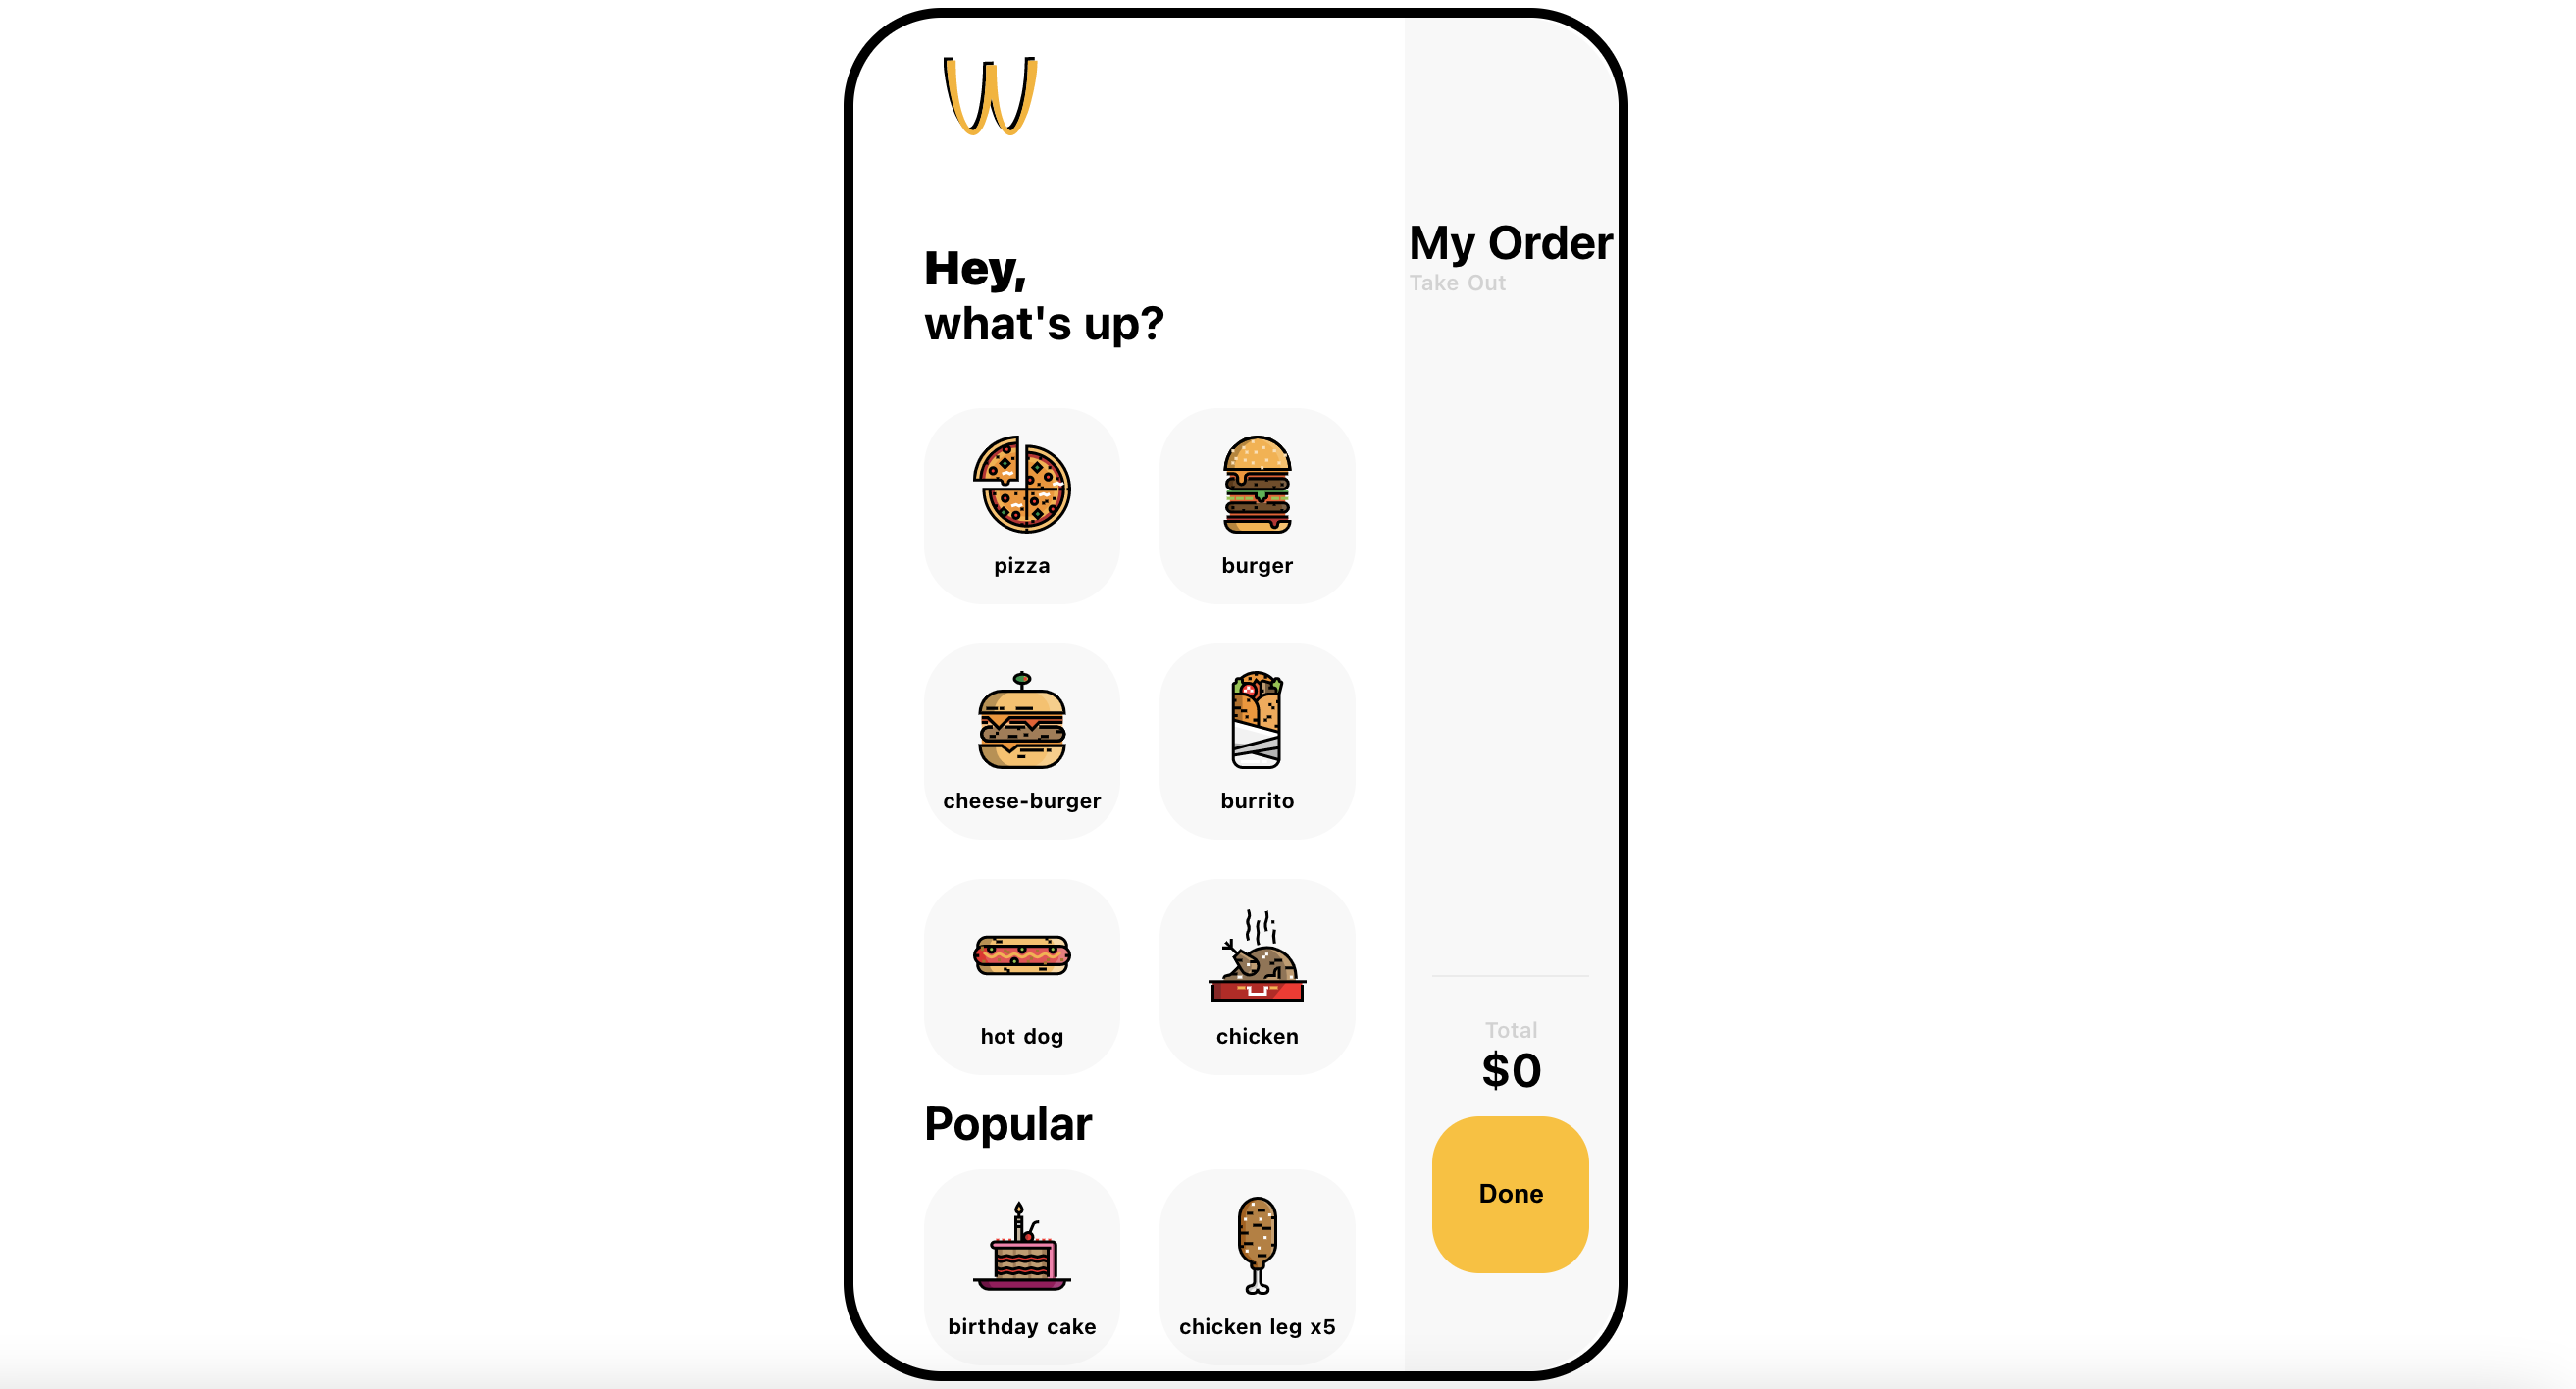 W
Hey,
what's up?
pizza
burger
cheese-burger
burrito
hot dog
chicken
Popular
birthday cake
chicken leg x5
My Order
Take Out
Total
$0
Done